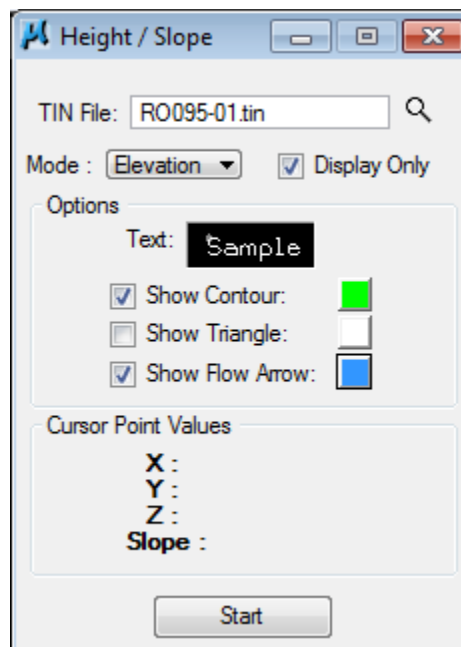 Height / Slope
TIN File: RO095-01.tin
Mode : Elevation Display Only
Options
Text: Sample
Show Contour:
Show Triangle:
Show Flow Arrow:
Cursor Point Values
X :
Y :
Z :
Slope :
Start